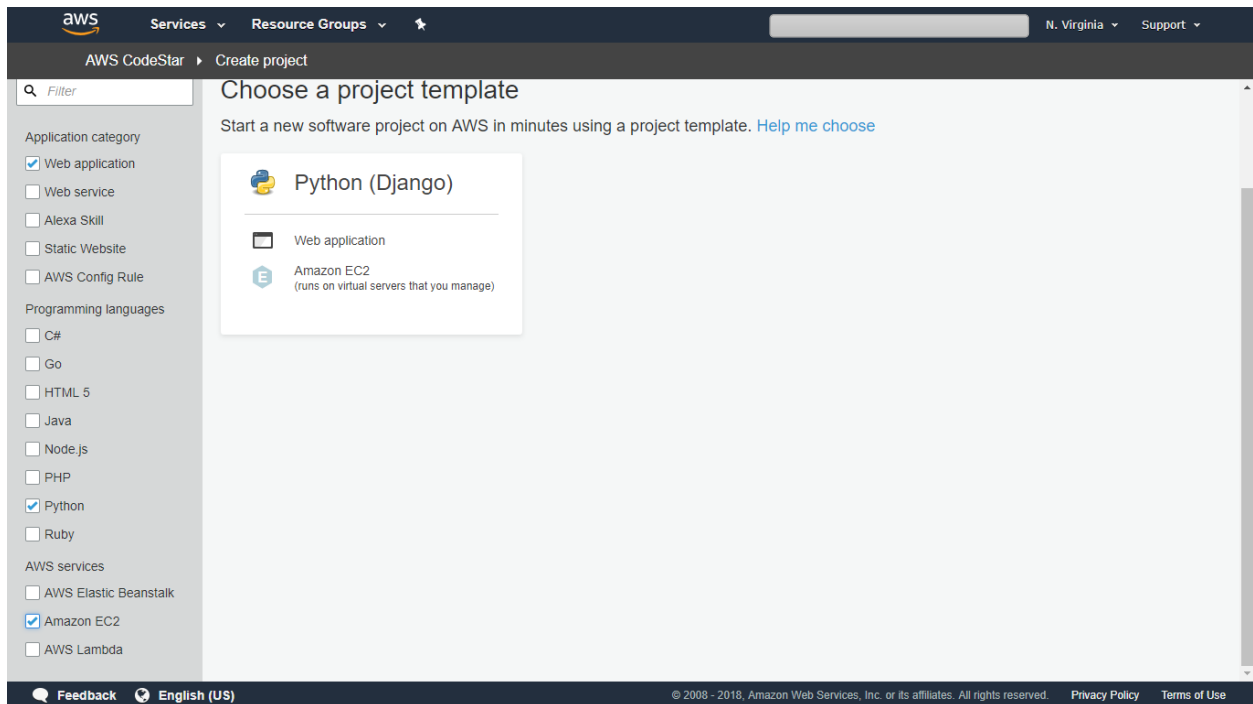 aws Services Resource Groups N. Virginia Support
AWS CodeStar Create project
Filter
Application category
Web application
Web service
Alexa Skill
Static Website
AWS Config Rule
Programming languages
C#
Go
HTML 5
Java
Node.js
PHP
Python
Ruby
AWS services
AWS Elastic Beanstalk
Amazon EC2
AWS Lambda
Choose a project template
Start a new software project on AWS in minutes using a project template. Help me choose
Python (Django)
Web application
Amazon EC2
(runs on virtual servers that you manage)
Feedback English (US) © 2008 - 2018, Amazon Web Services, Inc. or its affiliates. All rights reserved. Privacy Policy Terms of Use